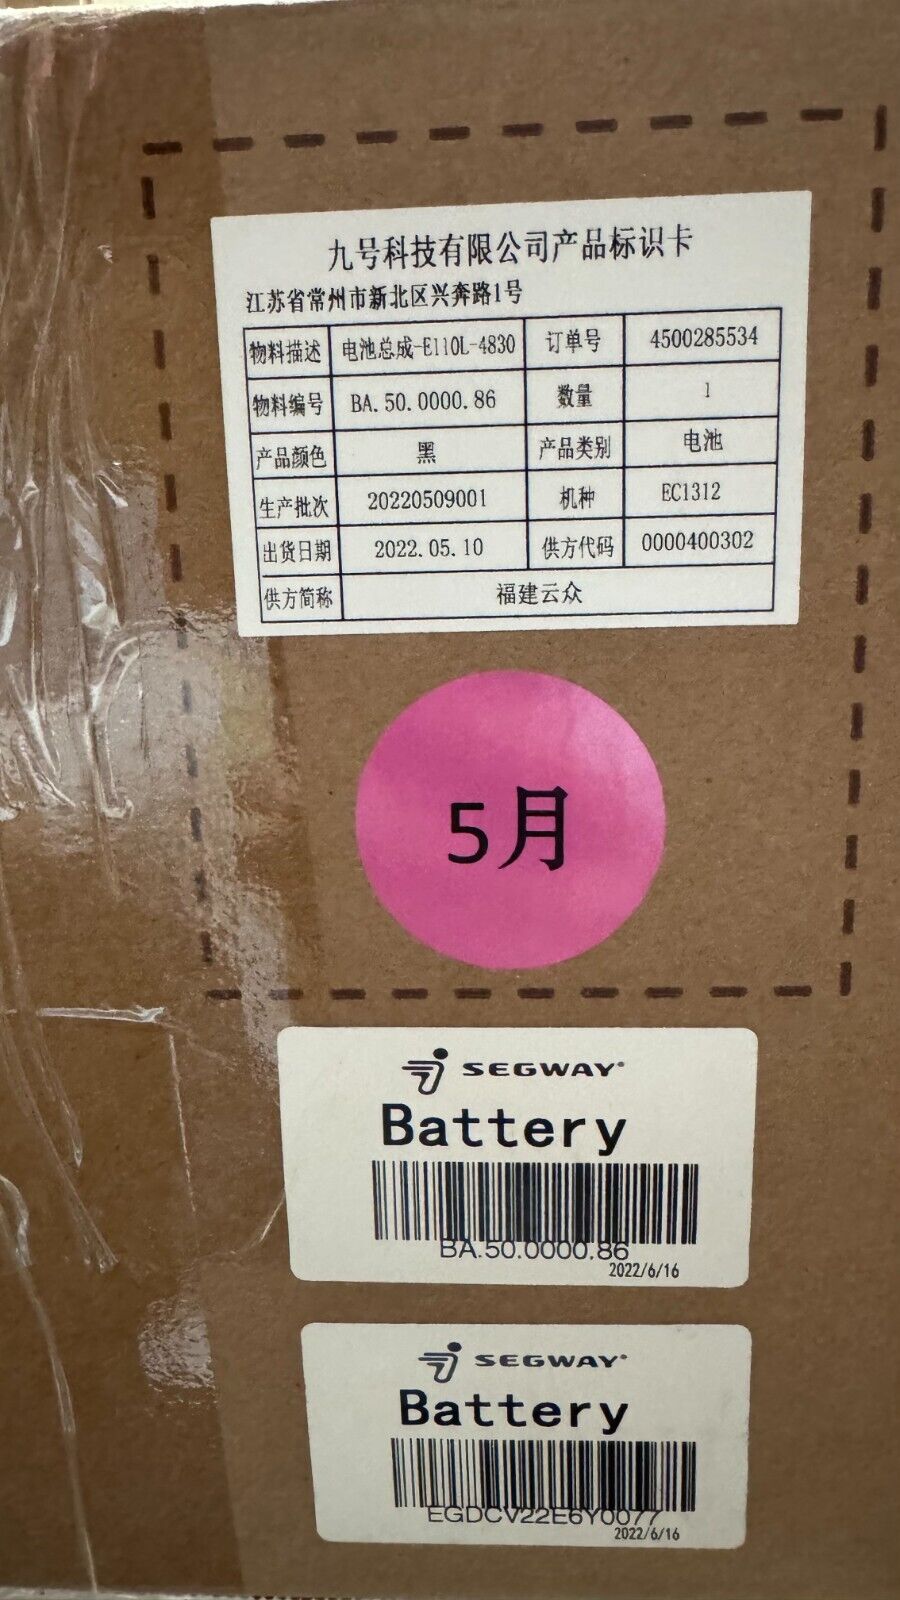 九号科技有限公司产品标识卡
江苏省常州市新北区兴奔路1号
物料描述 电池总成-E110L-4830 订单号 4500285534
物料编号 BA.50.0000.86 数量 1
产品颜色 黑 产品类别 电池
生产批次 20220509001 机种 EC1312
出货日期 2022.05.10 供方代码 0000400302
供方简称 福建云众
5月
SEGWAY®
Battery
BA.50.0000.86
2022/6/16
SEGWAY®
Battery
EGDCV22E6Y0077
2022/6/16